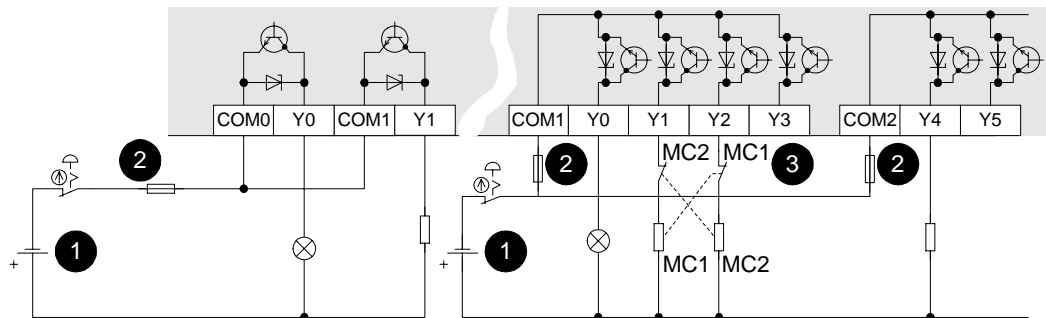 COM0 Y0 COM1 Y1 COM1 Y0 Y1 Y2 Y3 COM2 Y4 Y5
2 2 MC2 MC1 3 2
1 1
+ +
MC1 MC2